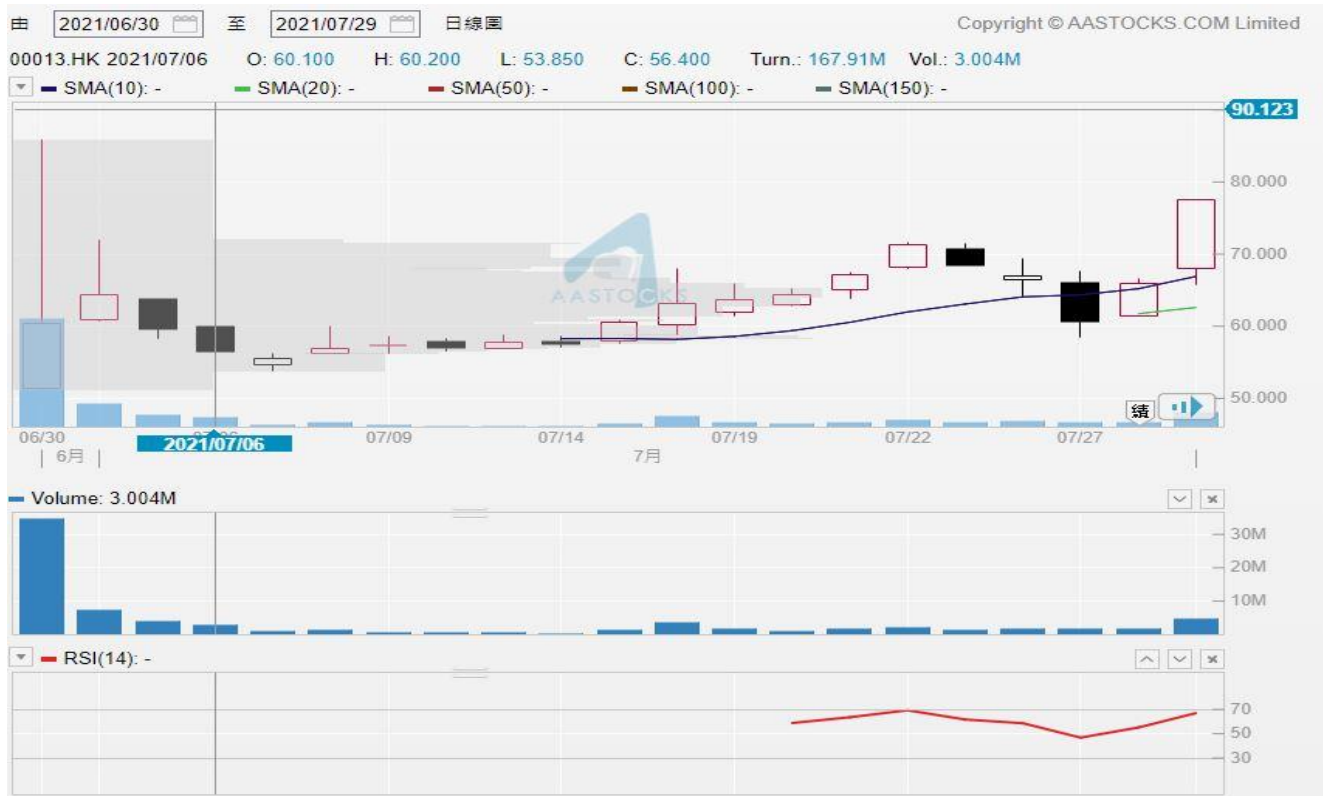 由 2021/06/30 至 2021/07/29 日線圖 Copyright © AASTOCKS.COM Limited
00013.HK 2021/07/06 O: 60.100 H: 60.200 L: 53.850 C: 56.400 Turn.: 167.91M Vol.: 3.004M
SMA(10): - SMA(20): - SMA(50): - SMA(100): - SMA(150): -
90.123
80.000
70.000
AASTOCKS
60.000
50.000
績
06/30 2021/07/06 07/09 07/14 07/19 07/22 07/27
6月 7月
Volume: 3.004M
30M
20M
10M
RSI(14): -
70
50
30